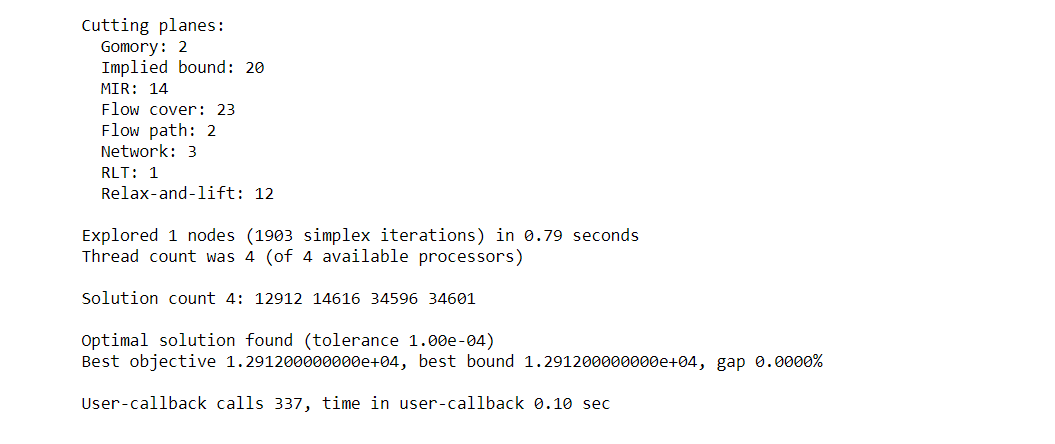 Cutting planes:
Gomory: 2
Implied bound: 20
MIR: 14
Flow cover: 23
Flow path: 2
Network: 3
RLT: 1
Relax-and-lift: 12
Explored 1 nodes (1903 simplex iterations) in 0.79 seconds
Thread count was 4 (of 4 available processors)
Solution count 4: 12912 14616 34596 34601
Optimal solution found (tolerance 1.00e-04)
Best objective 1.291200000000e+04, best bound 1.291200000000e+04, gap 0.0000%
User-callback calls 337, time in user-callback 0.10 sec